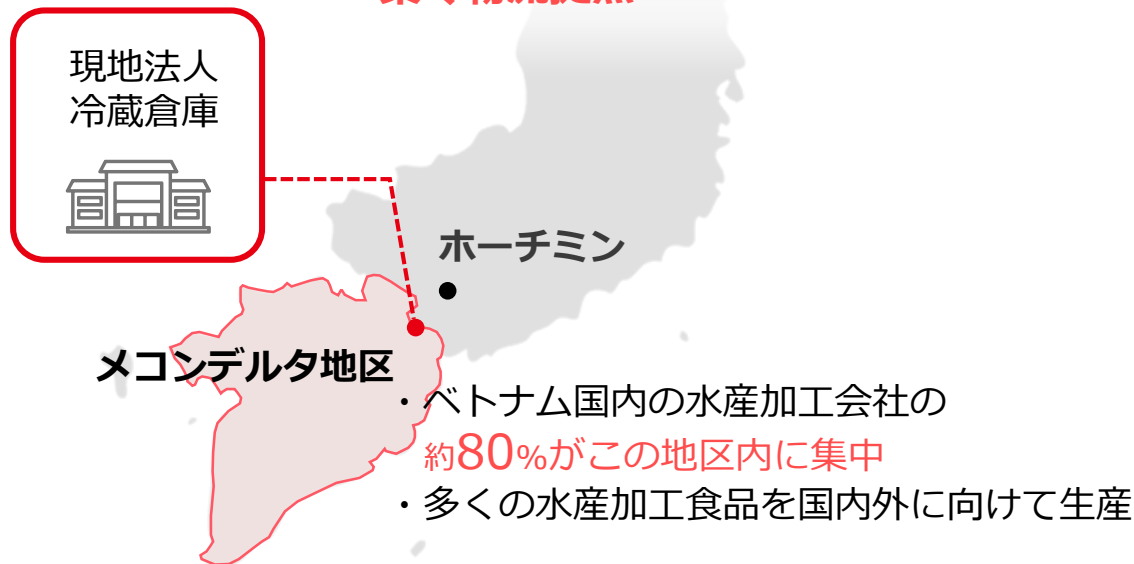 現地法人
冷蔵倉庫
ホーチミン
メコンデルタ地区
・ベトナム国内の水産加工会社の
約80%がこの地区内に集中
・多くの水産加工食品を国内外に向けて生産